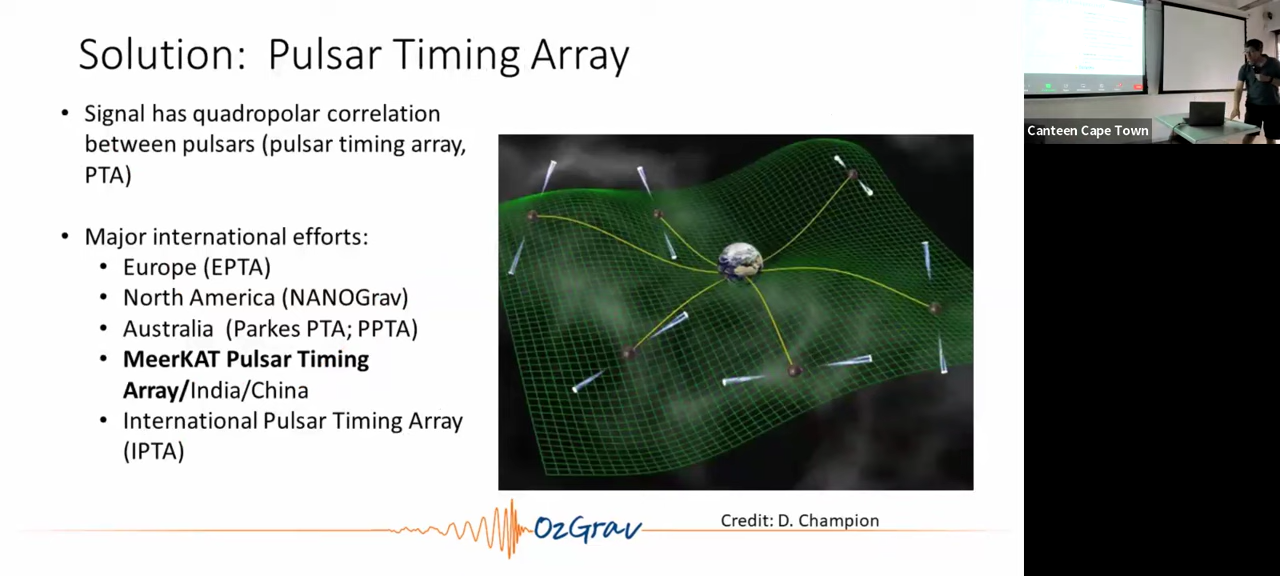 Solution: Pulsar Timing Array
• Signal has quadropolar correlation
between pulsars (pulsar timing array,
PTA)
• Major international efforts:
• Europe (EPTA)
• North America (NANOGrav)
• Australia (Parkes PTA; PPTA)
• MeerKAT Pulsar Timing
Array/India/China
• International Pulsar Timing Array
(IPTA)
OzGrav
Credit: D. Champion
Canteen Cape Town